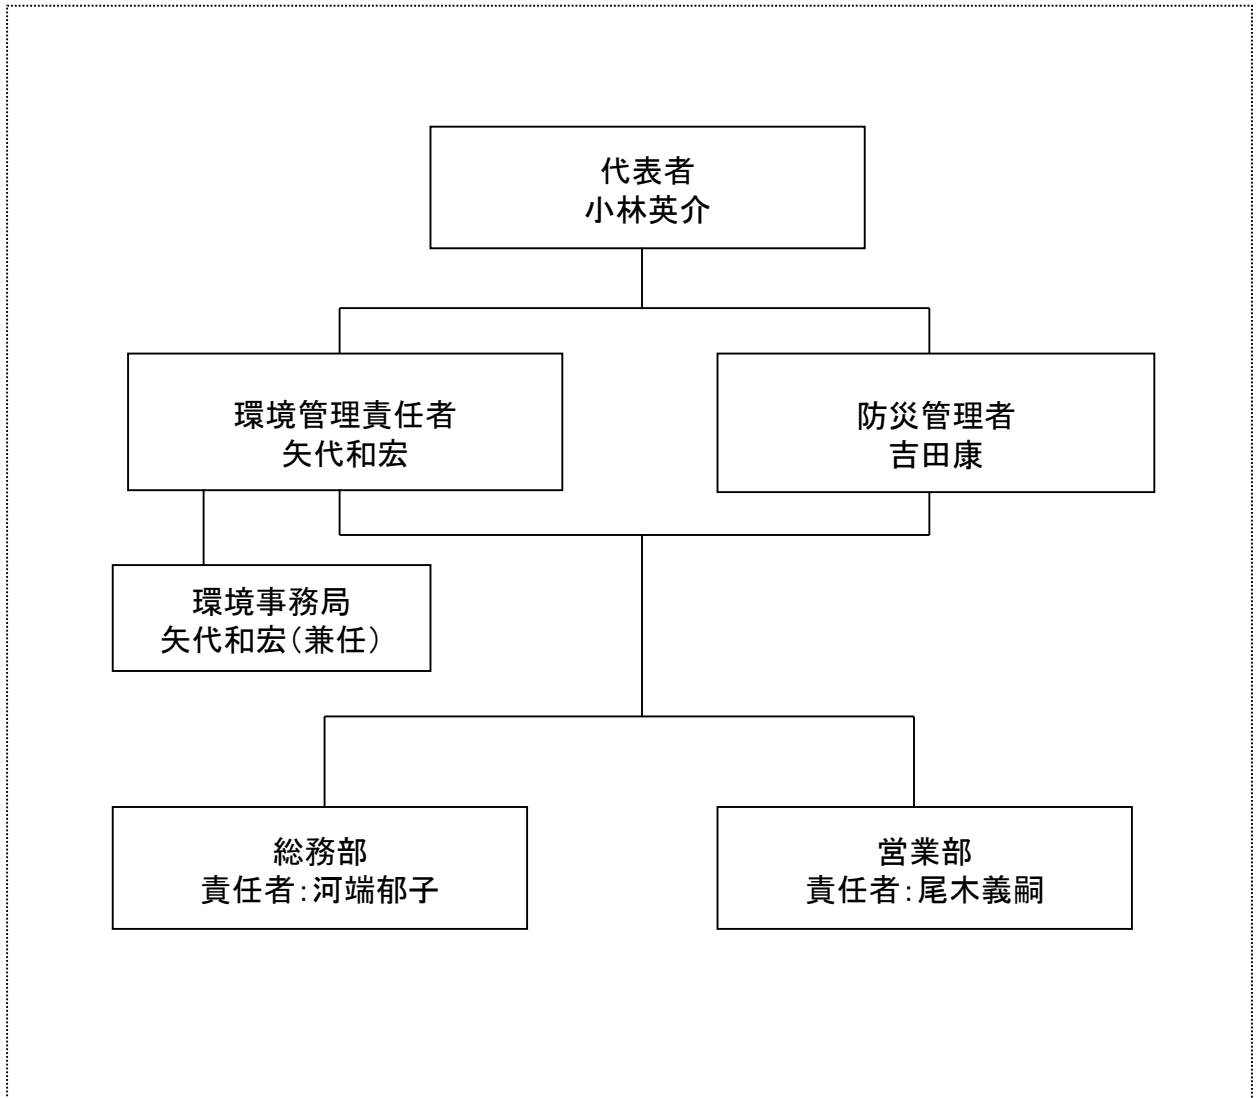 代表者
小林英介
環境管理責任者
矢代和宏
防災管理者
吉田康
環境事務局
矢代和宏（兼任）
総務部
責任者：河端郁子
営業部
責任者：尾木義嗣